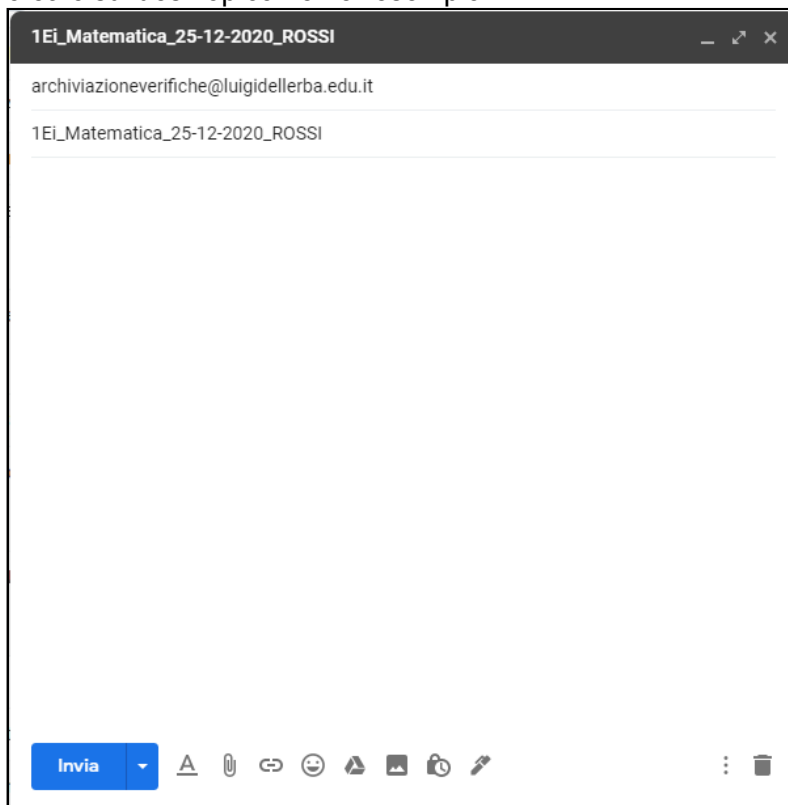 1Ei_Matematica_25-12-2020_ROSSI
archiviazioneverifiche@luigidellerba.edu.it
1Ei_Matematica_25-12-2020_ROSSI
Invia